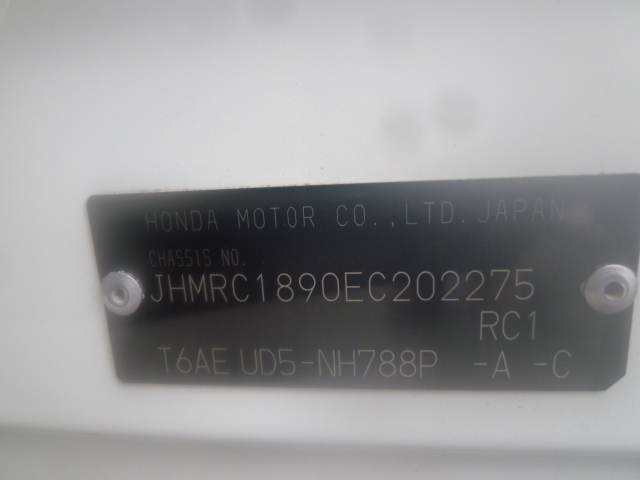 HONDA MOTOR CO.,LTD. JAPAN
CHASSIS NO.
JHMRC1890EC202275
RC1
T6AE UD5-NH788P -A -C